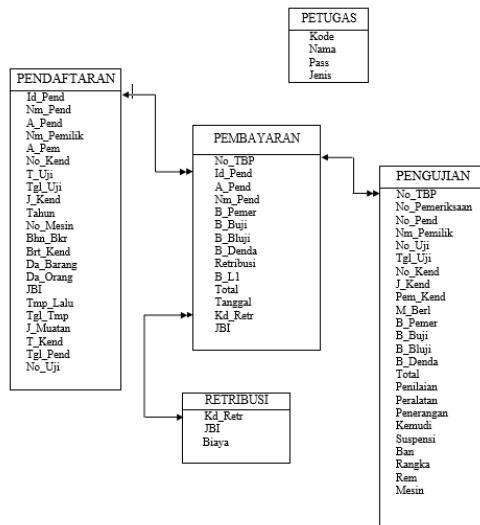 PETUGAS
Kode
Nama
Pass
Jenis
PENDAFTARAN
Id_Pend
Nm_Pend
A_Pend
Nm_Pemilik
A_Pem
No_Kend
T_Uji
Tgl_Uji
J_Kend
Tahun
No_Mesin
Bhn_Bkr
Brt_Kend
Da_Barang
Da_Orang
JBI
Tmp_Lalu
Tgl_Tmp
J_Muatan
T_Kend
Tgl_Pend
No_Uji
PEMBAYARAN
No_TBP
Id_Pend
A_Pend
Nm_Pend
B_Pemer
B_Buji
B_Bluji
B_Denda
Retribusi
B_L1
Total
Tanggal
Kd_Retr
JBI
RETRIBUSI
Kd_Retr
JBI
Biaya
PENGUJIAN
No_TBP
No_Pemeriksaan
No_Pend
Nm_Pemilik
No_Uji
Tgl_Uji
No_Kend
J_Kend
Pem_Kend
M_Berl
B_Pemer
B_Buji
B_Bluji
B_Denda
Total
Penilaian
Peralatan
Penerangan
Kemudi
Suspensi
Ban
Rangka
Rem
Mesin